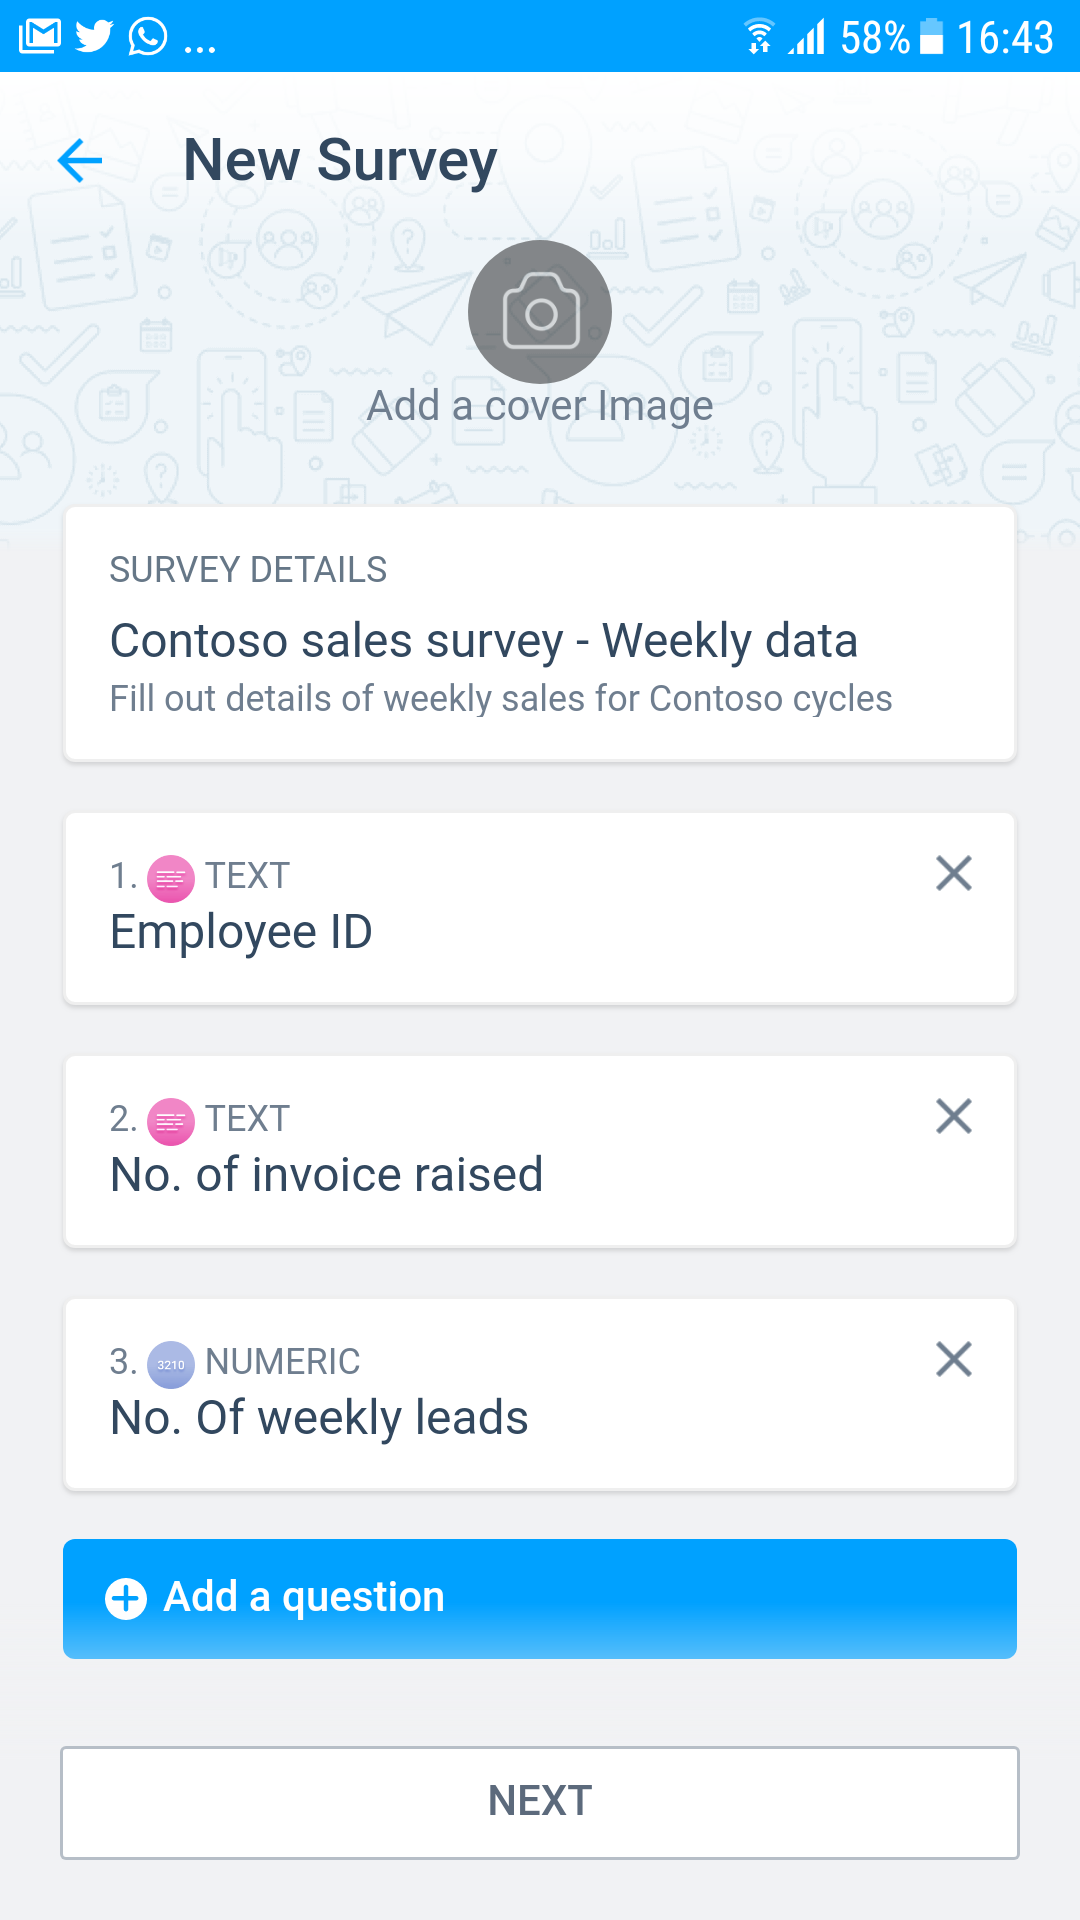 ... 58% 16:43
New Survey
Add a cover Image
SURVEY DETAILS
Contoso sales survey - Weekly data
Fill out details of weekly sales for Contoso cycles
1. TEXT
Employee ID
2. TEXT
No. of invoice raised
3. 3210 NUMERIC
No. Of weekly leads
Add a question
NEXT